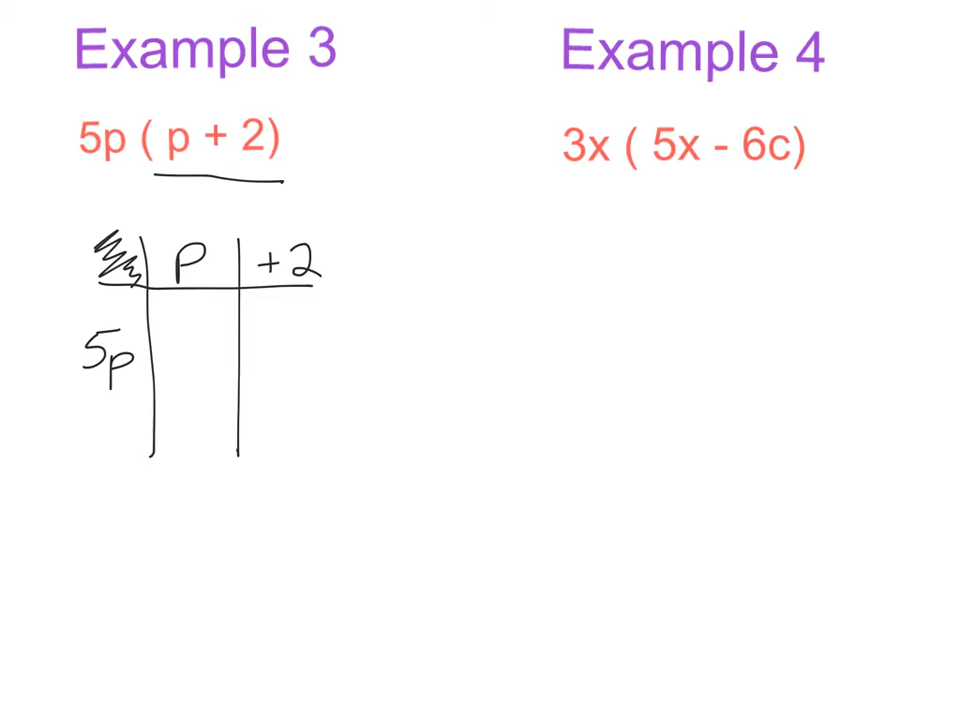 Example 3
5p ( p + 2)
p +2
5p
Example 4
3x ( 5x - 6c)